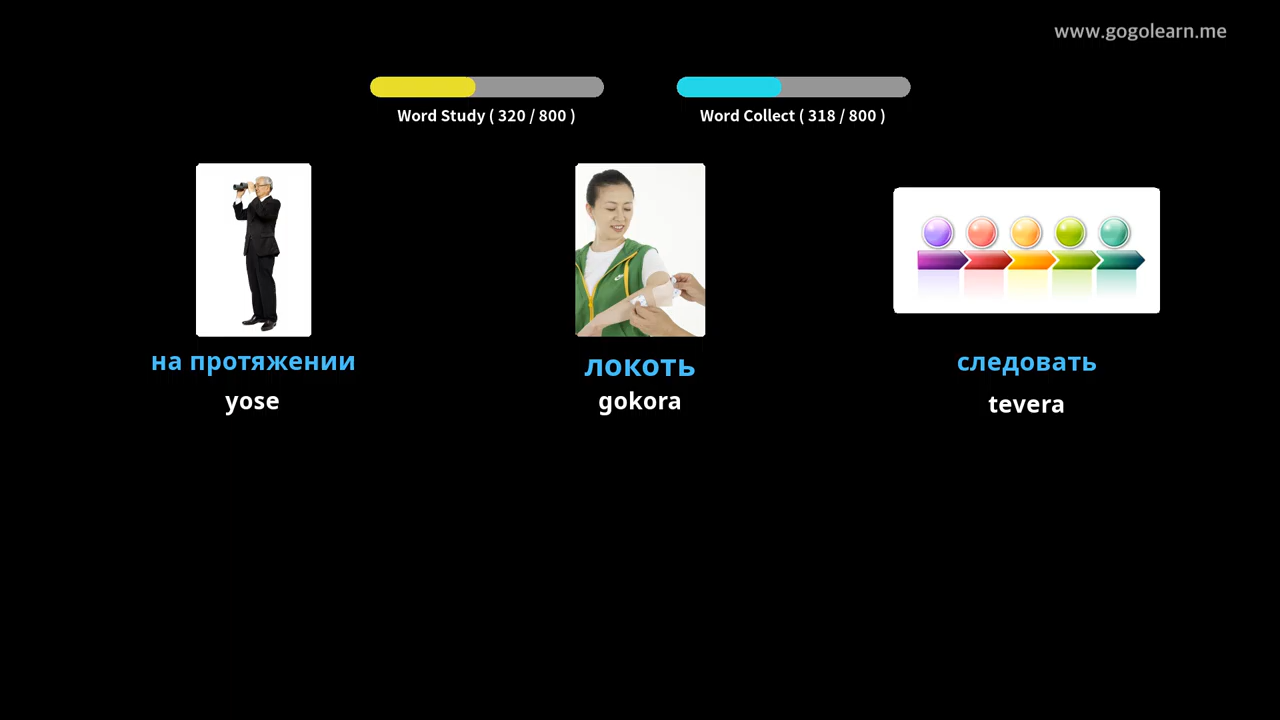 www.gogolearn.me
Word Study ( 320 / 800 )
Word Collect ( 318 / 800 )
на протяжении
yose
локоть
gokora
следовать
tevera